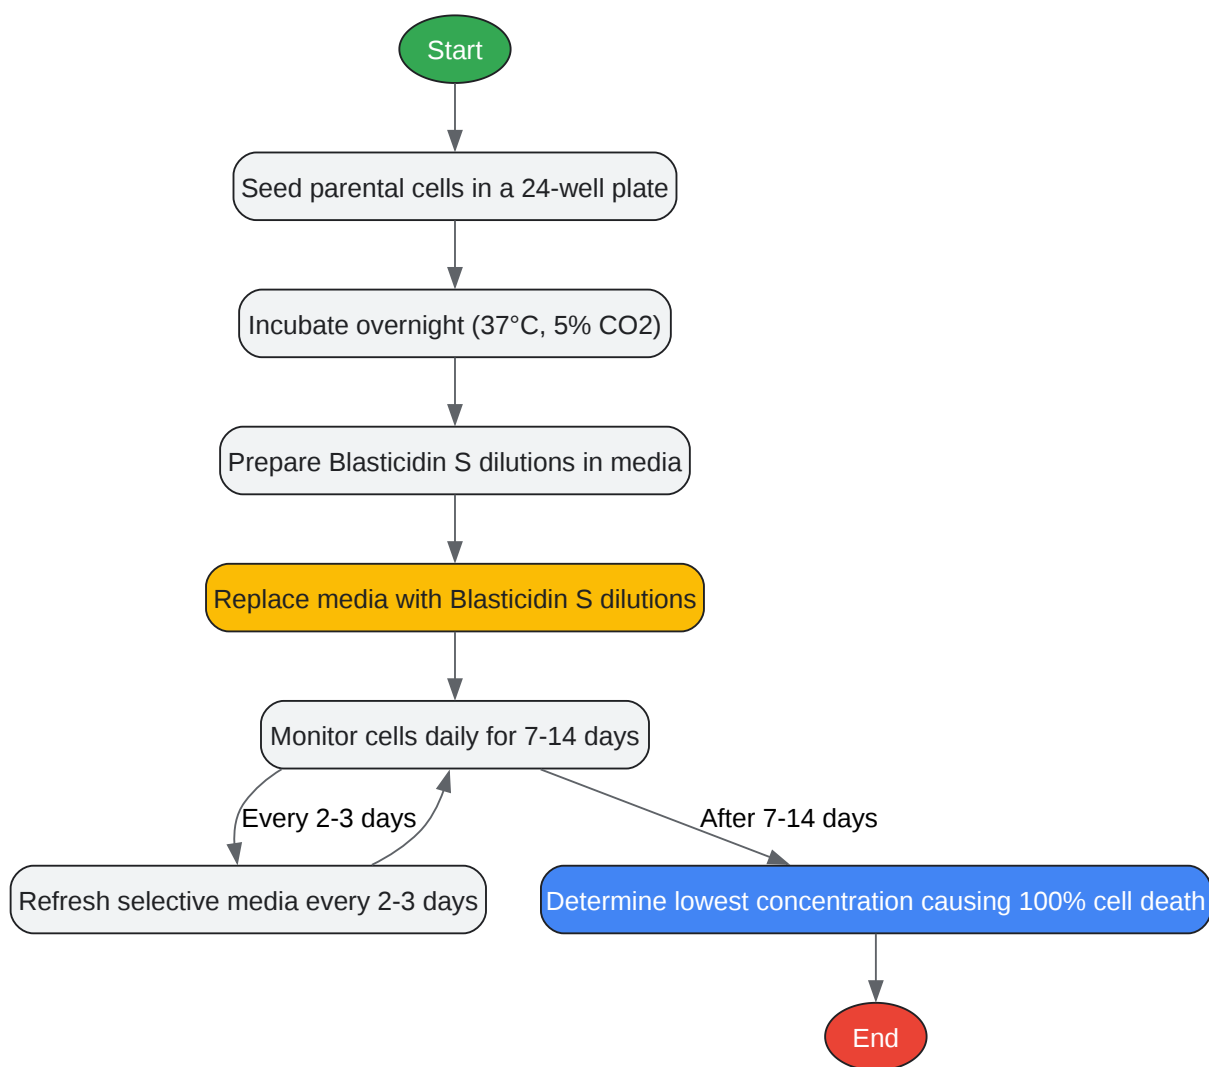 Start
Seed parental cells in a 24-well plate
Incubate overnight (37°C, 5% CO2)
Prepare Blasticidin S dilutions in media
Replace media with Blasticidin S dilutions
Monitor cells daily for 7-14 days
Every 2-3 days
After 7-14 days
Refresh selective media every 2-3 days
Determine lowest concentration causing 100% cell death
End